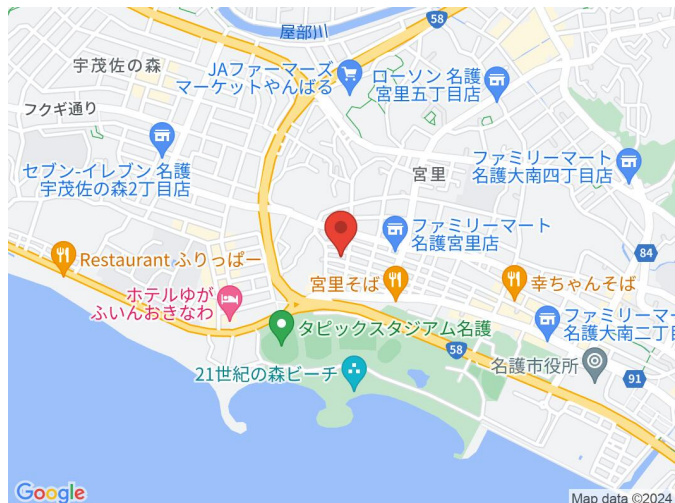 屋部川
58
宇茂佐の森
JAファーマーズ
マーケットやんばる
ローソン 名護
宮里五丁目店
フクギ通り
セブン-イレブン 名護
宇茂佐の森2丁目店
宮里
ファミリーマート
名護大南四丁目店
ファミリーマート
名護宮里店
84
Restaurant ふりっぱー
宮里そば
幸ちゃんそば
ホテルゆが
ふいんおきなわ
タピックスタジアム名護
ファミリーマー
名護大南二丁目
58
名護市役所
21世紀の森ビーチ
91
Google
Map data ©2024